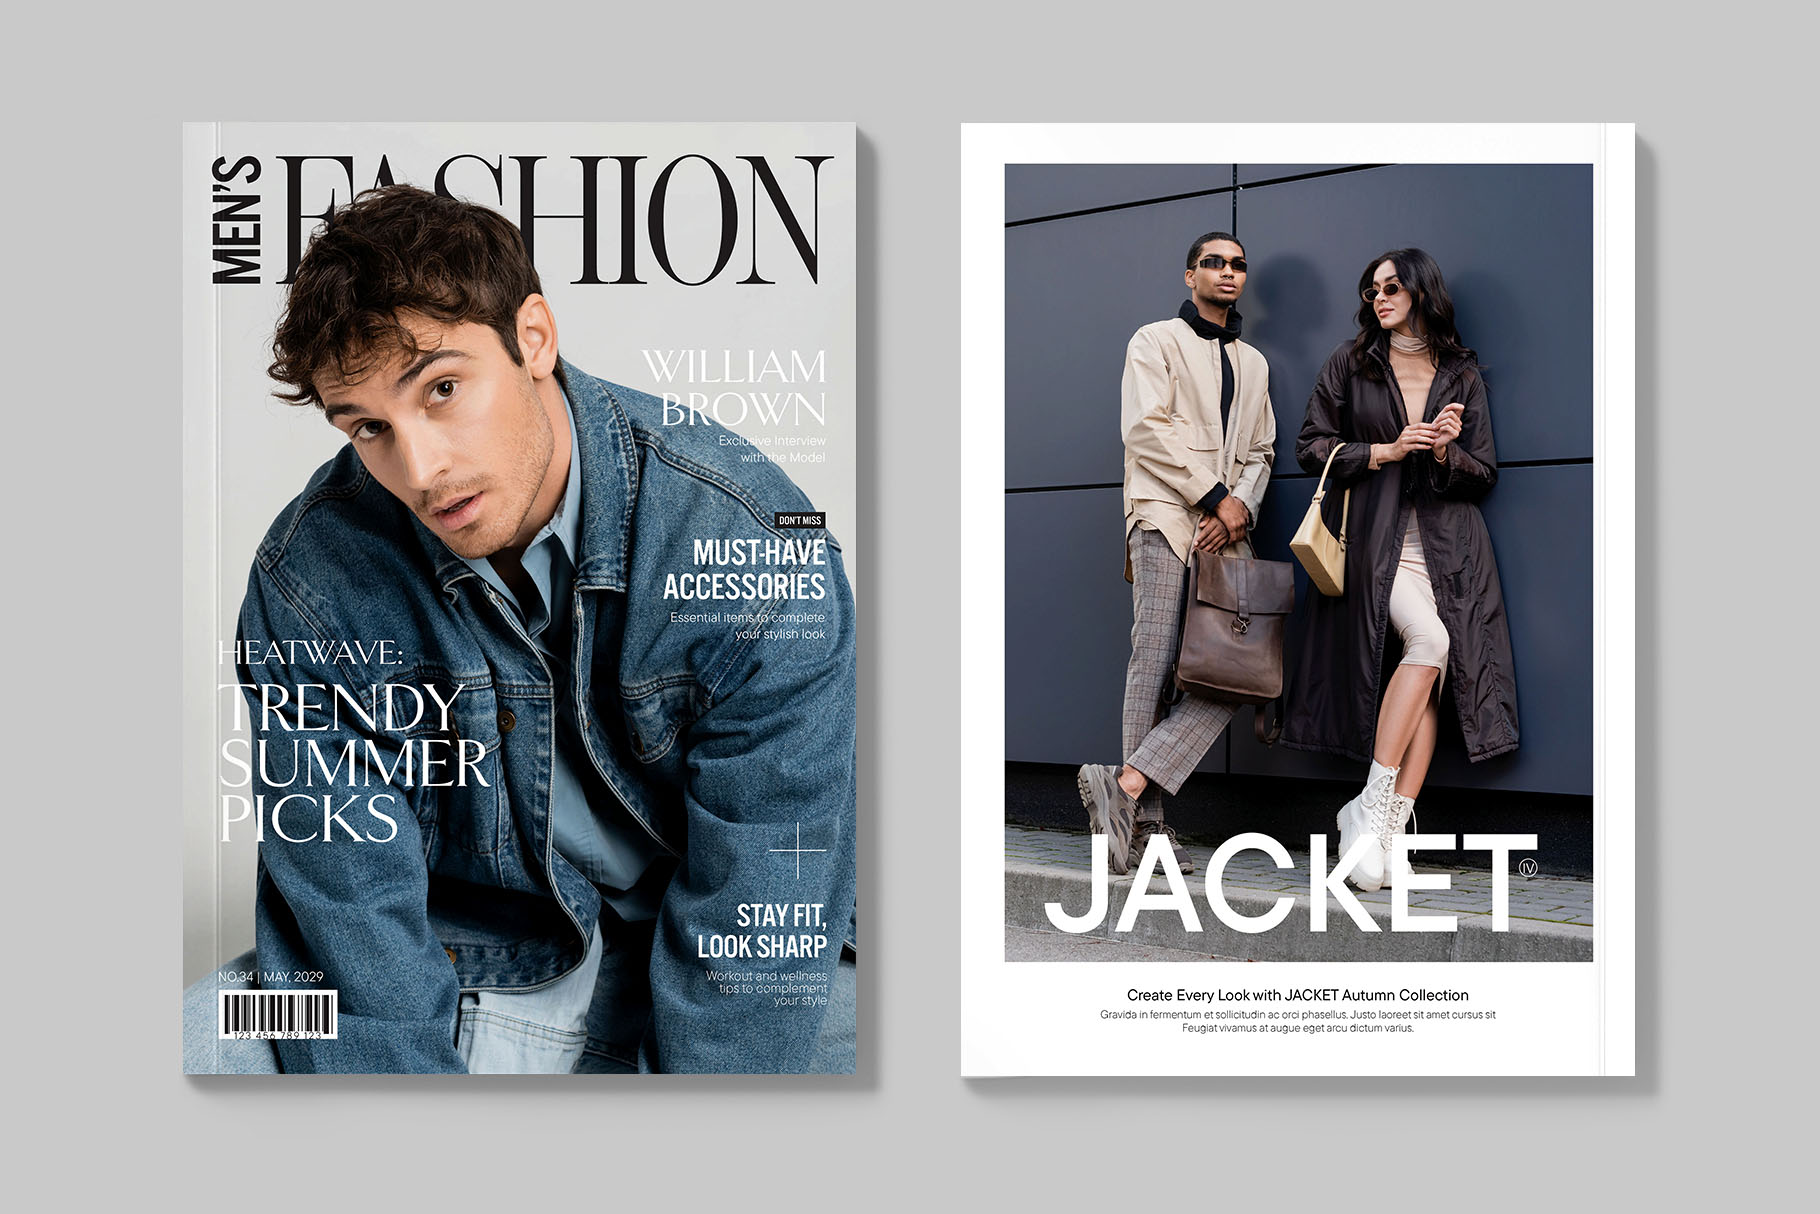 MEN'S
FASHION
WILLIAM
BROWN
Exclusive Interview
with the Model
DON'T MISS
MUST-HAVE
ACCESSORIES
Essential items to complete
your stylish look
HEATWAVE:
TRENDY
SUMMER
PICKS
STAY FIT,
LOOK SHARP
Workout and wellness
tips to complement
your style
NO.34 | MAY, 2029
123 456 789 123
JACKET
IV
Create Every Look with JACKET Autumn Collection
Gravida in fermentum et sollicitudin ac orci phasellus. Justo laoreet sit amet cursus sit
Feugiat vivamus at augue eget arcu dictum varius.